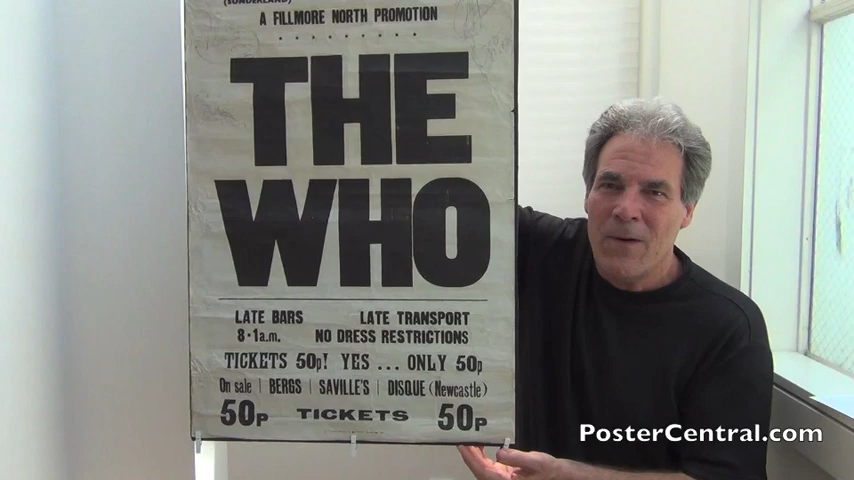 (SUNDERLAND)
A FILLMORE NORTH PROMOTION
THE
WHO
LATE BARS LATE TRANSPORT
8·1a.m. NO DRESS RESTRICTIONS
TICKETS 50p! YES ... ONLY 50p
On sale | BERGS | SAVILLE'S | DISQUE (Newcastle)
50p TICKETS 50p
PosterCentral.com